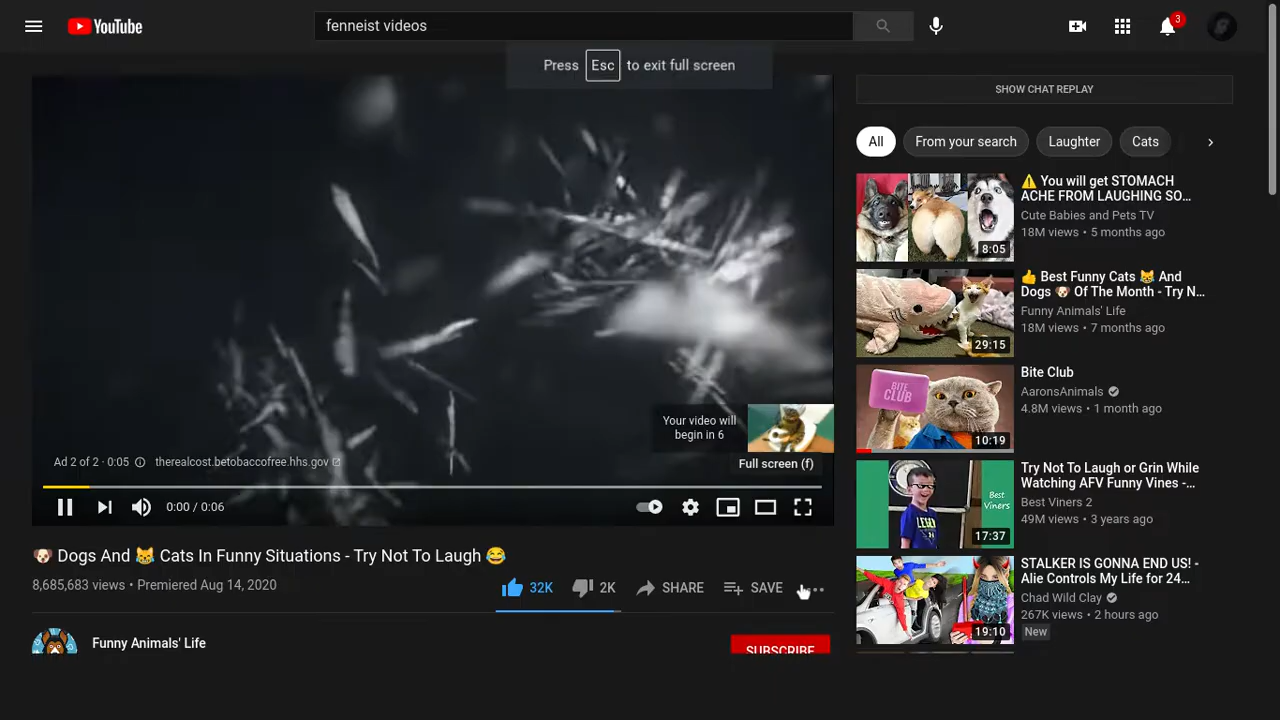 YouTube
fenneist videos
3
Press Esc to exit full screen
SHOW CHAT REPLAY
All
From your search
Laughter
Cats
⚠️ You will get STOMACH
ACHE FROM LAUGHING SO...
Cute Babies and Pets TV
18M views • 5 months ago
8:05
👍 Best Funny Cats 😹 And
Dogs 🐶 Of The Month - Try N...
Funny Animals' Life
18M views • 7 months ago
29:15
Bite Club
AaronsAnimals
4.8M views • 1 month ago
BITE
CLUB
10:19
Try Not To Laugh or Grin While
Watching AFV Funny Vines -...
Best Viners 2
49M views • 3 years ago
Best
Viners
17:37
STALKER IS GONNA END US! -
Alie Controls My Life for 24...
Chad Wild Clay
267K views • 2 hours ago
New
19:10
Your video will
begin in 6
Ad 2 of 2 · 0:05
therealcost.betobaccofree.hhs.gov
Full screen (f)
0:00 / 0:06
🐶 Dogs And 😹 Cats In Funny Situations - Try Not To Laugh 😂
8,685,683 views • Premiered Aug 14, 2020
32K
2K
SHARE
SAVE
Funny Animals' Life
SUBSCRIBE